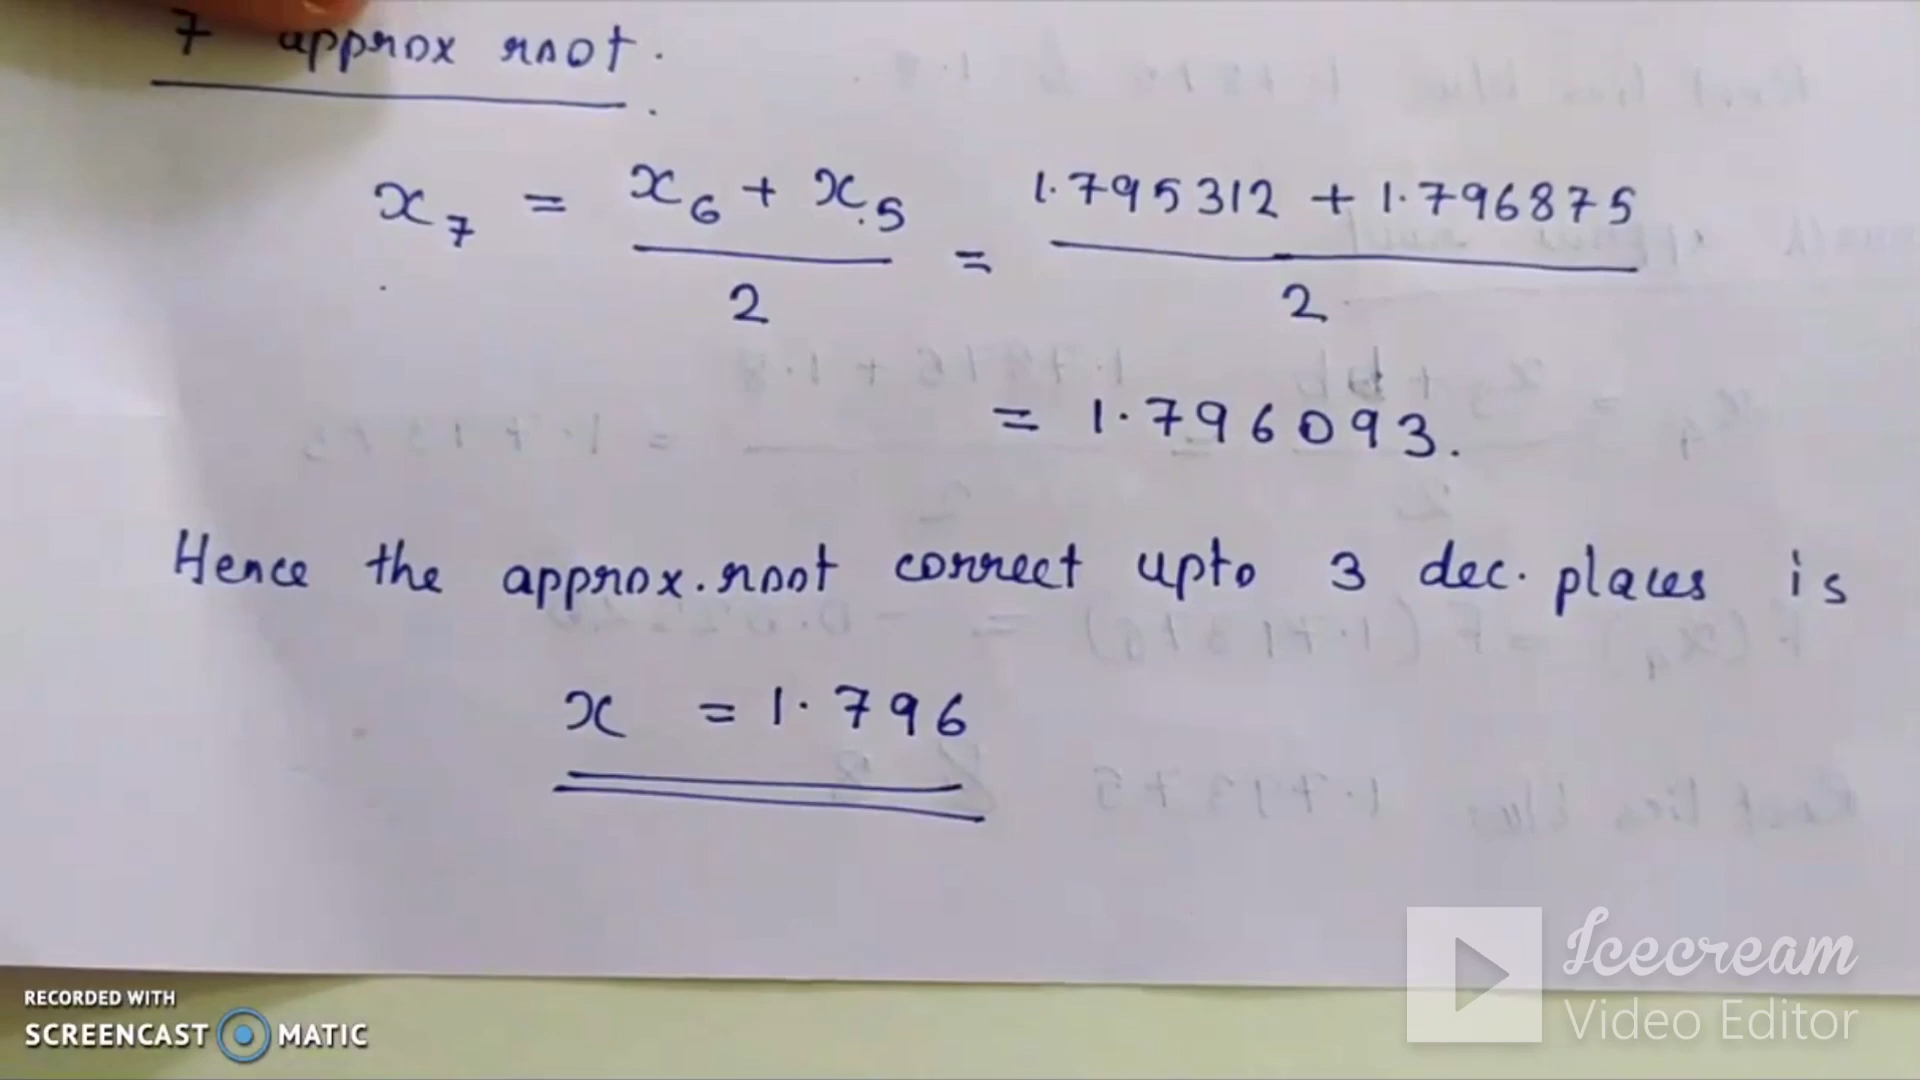 7 approx root.
x₇ = x₆ + x₅ / 2 = 1.795312 + 1.796875 / 2
= 1.796093.
Hence the approx. root correct upto 3 dec. places is
x = 1.796
RECORDED WITH
SCREENCAST MATIC
Icecream
Video Editor